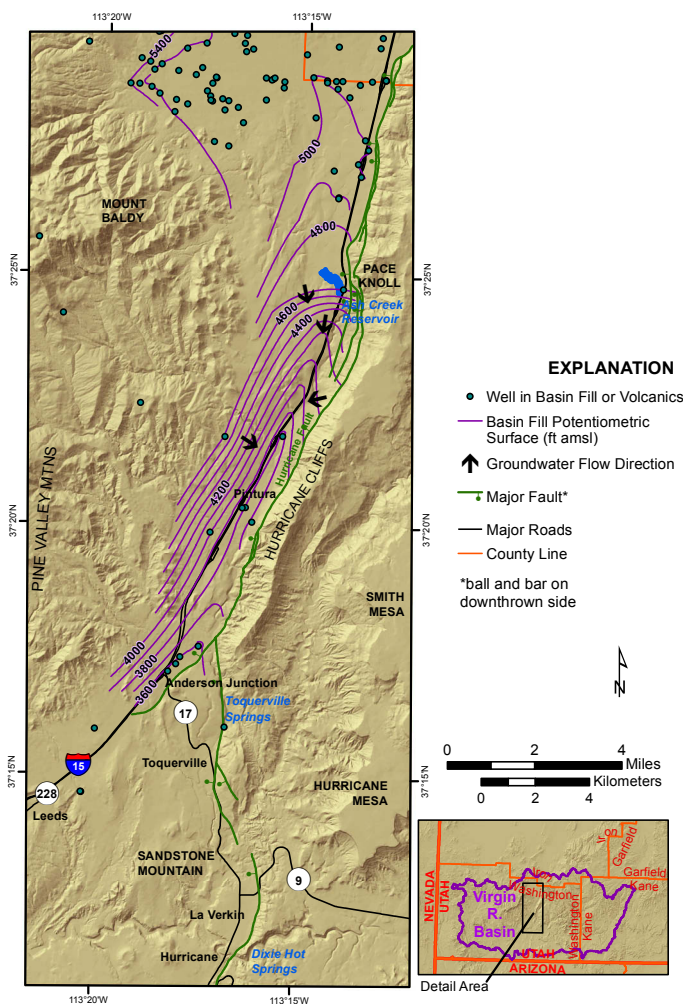 113°20'W
113°15'W
5400
5000
MOUNT
BALDY
4800
37°25'N
37°25'N
PACE
KNOLL
4600
Ash Creek
Reservoir
4400
EXPLANATION
Well in Basin Fill or Volcanics
Basin Fill Potentiometric
Surface (ft amsl)
Groundwater Flow Direction
Major Fault*
Major Roads
County Line
*ball and bar on
downthrown side
Hurricane Fault
HURRICANE CLIFFS
PINE VALLEY MTNS
4200
Pintura
37°20'N
37°20'N
SMITH
MESA
4000
3800
3600
N
Anderson Junction
17
Toquerville
Springs
15
Toquerville
0 2 4
Miles
Kilometers
0 2 4
37°15'N
37°15'N
228
Leeds
HURRICANE
MESA
SANDSTONE
MOUNTAIN
9
La Verkin
Hurricane
Dixie Hot
Springs
113°20'W
113°15'W
Iron
Garfield
Iron
Washington
Garfield
Kane
NEVADA
UTAH
Virgin
R.
Basin
Washington
Kane
UTAH
ARIZONA
Detail Area